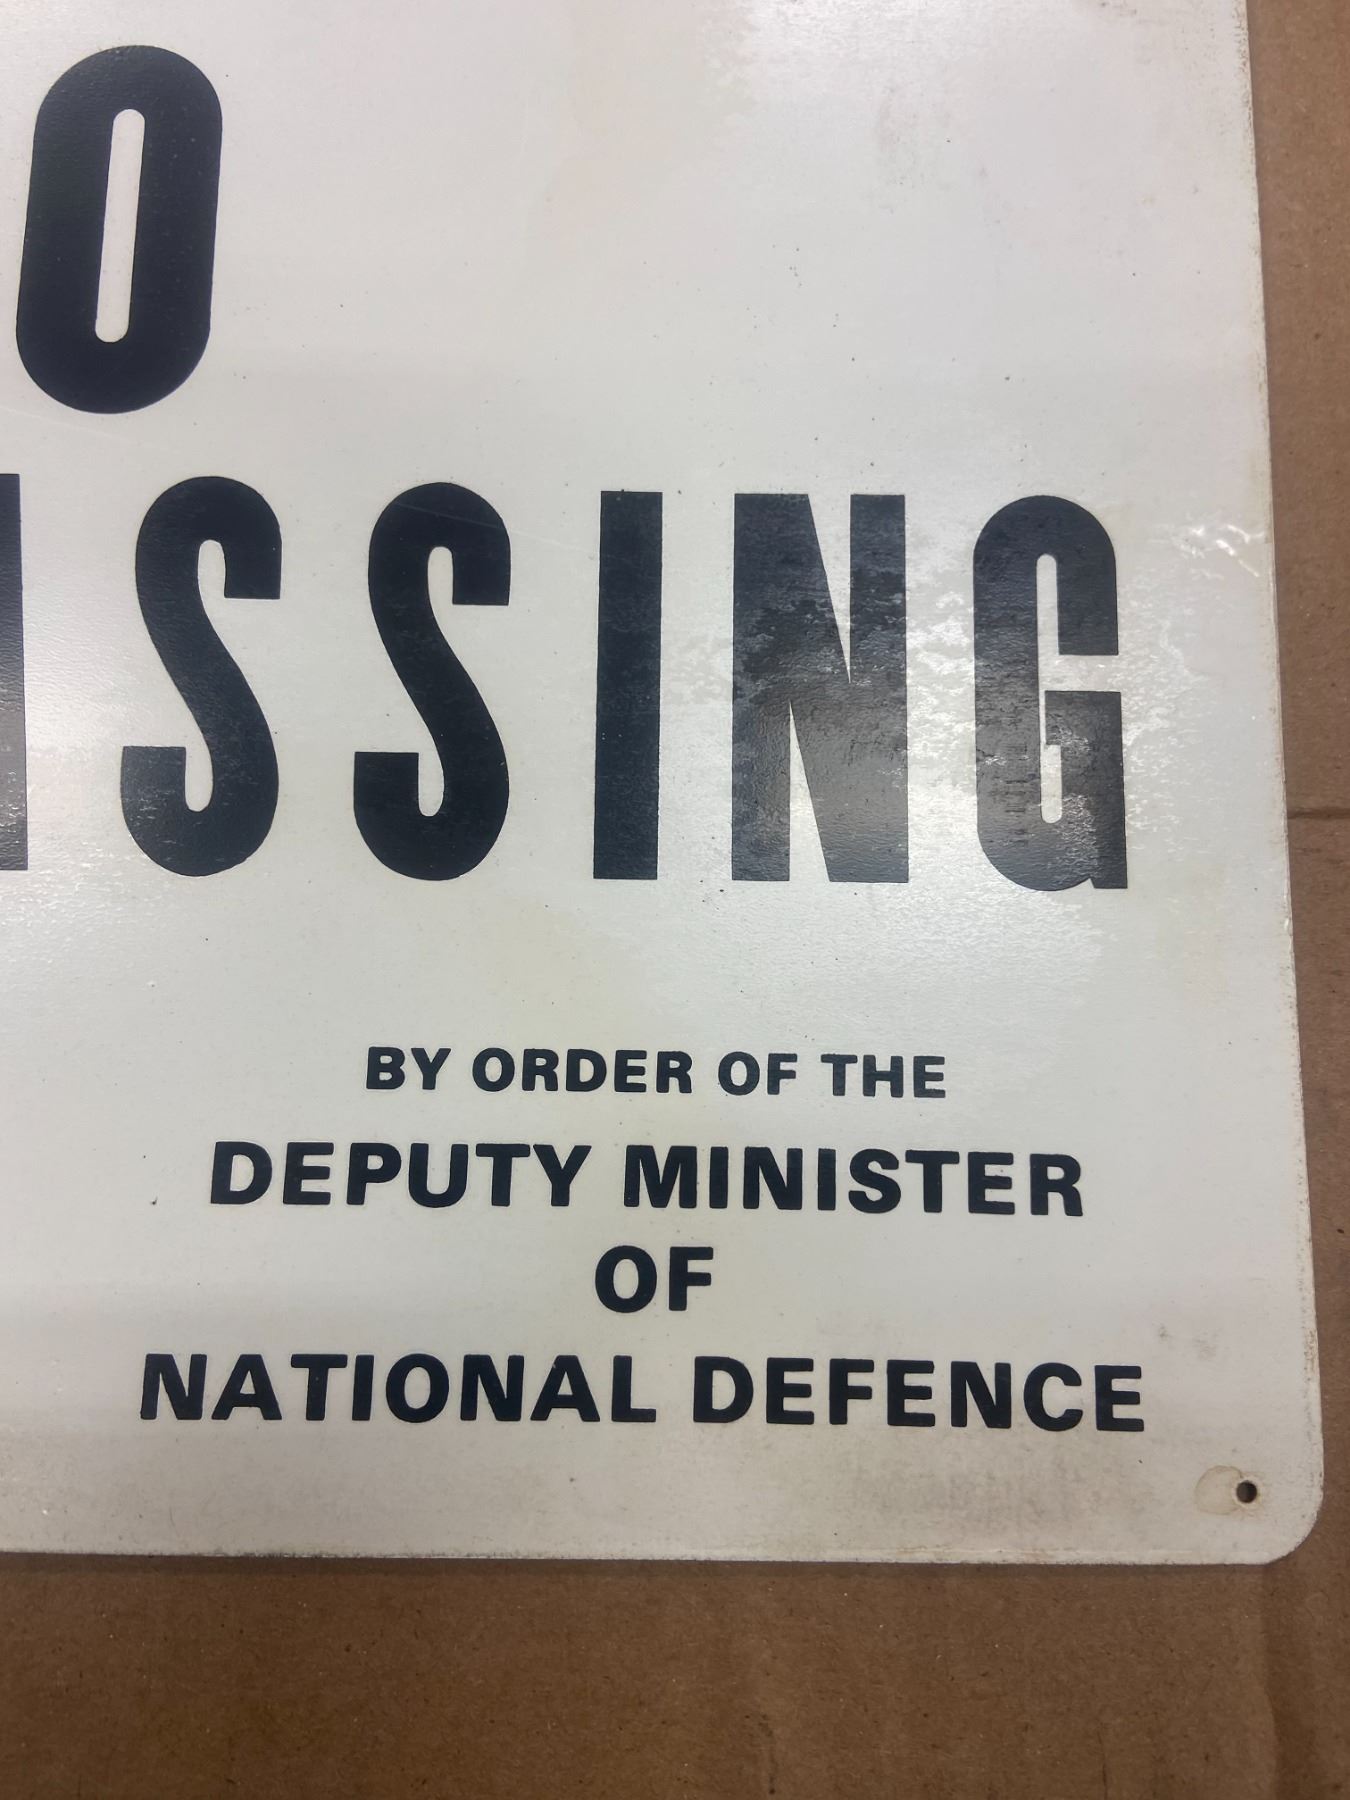 O
SSING
BY ORDER OF THE
DEPUTY MINISTER
OF
NATIONAL DEFENCE